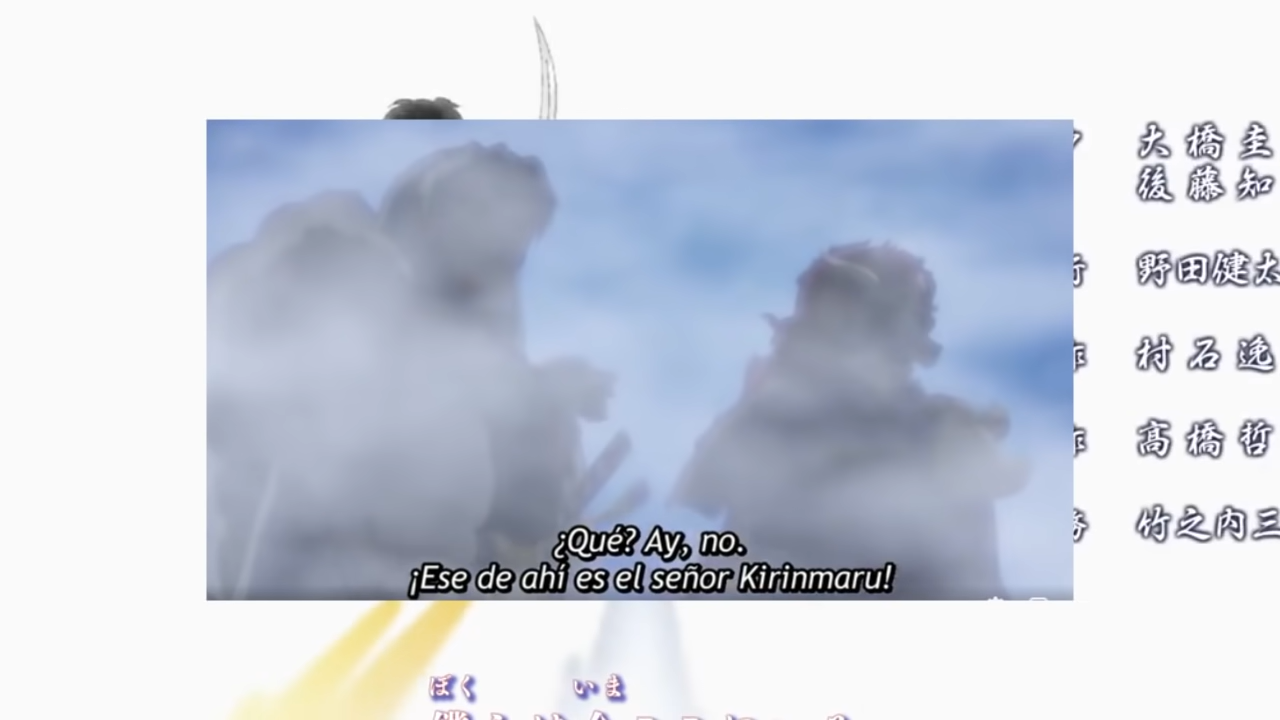 大橋圭
後藤知
野田健太
村石逸
髙橋哲
竹之内三
¿Qué? Ay, no.
¡Ese de ahí es el señor Kirinmaru!
ぼく いま